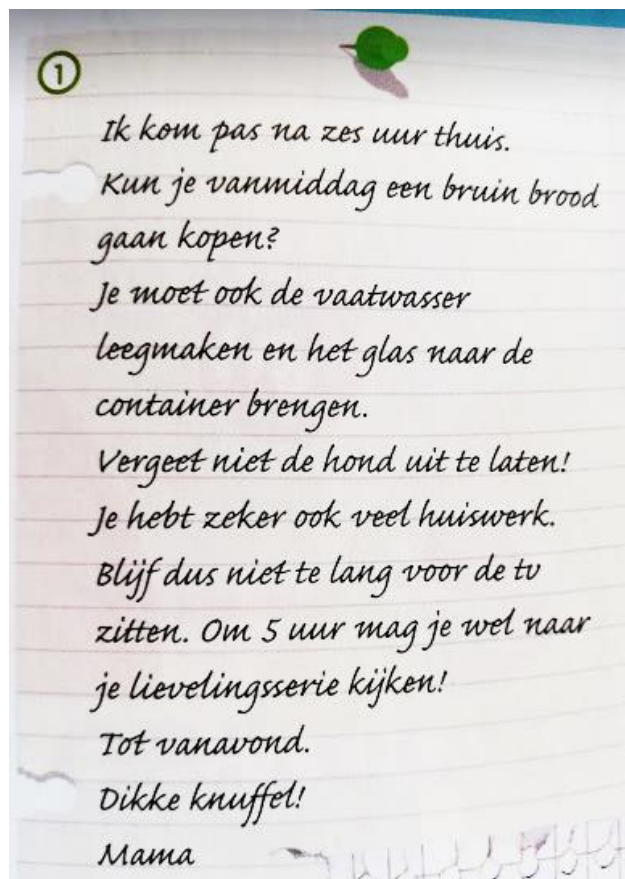 1
Ik kom pas na zes uur thuis.
Kun je vanmiddag een bruin brood
gaan kopen?
Je moet ook de vaatwasser
leegmaken en het glas naar de
container brengen.
Vergeet niet de hond uit te laten!
Je hebt zeker ook veel huiswerk.
Blijf dus niet te lang voor de tv
zitten. Om 5 uur mag je wel naar
je lievelingsserie kijken!
Tot vanavond.
Dikke knuffel!
Mama